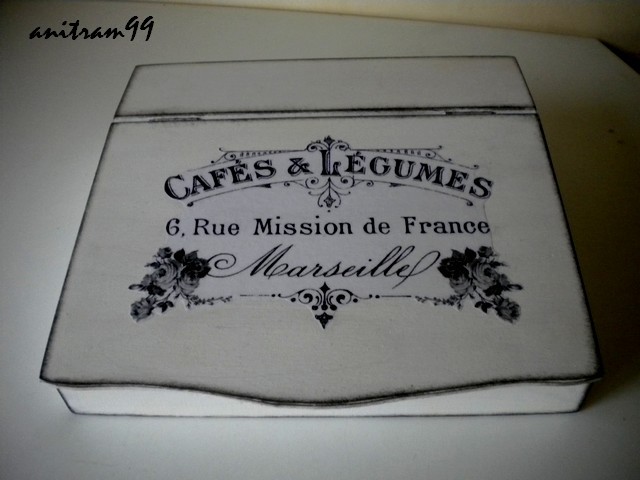 anitram99
CAFÉS & LÉGUMES
6, Rue Mission de France
Marseille